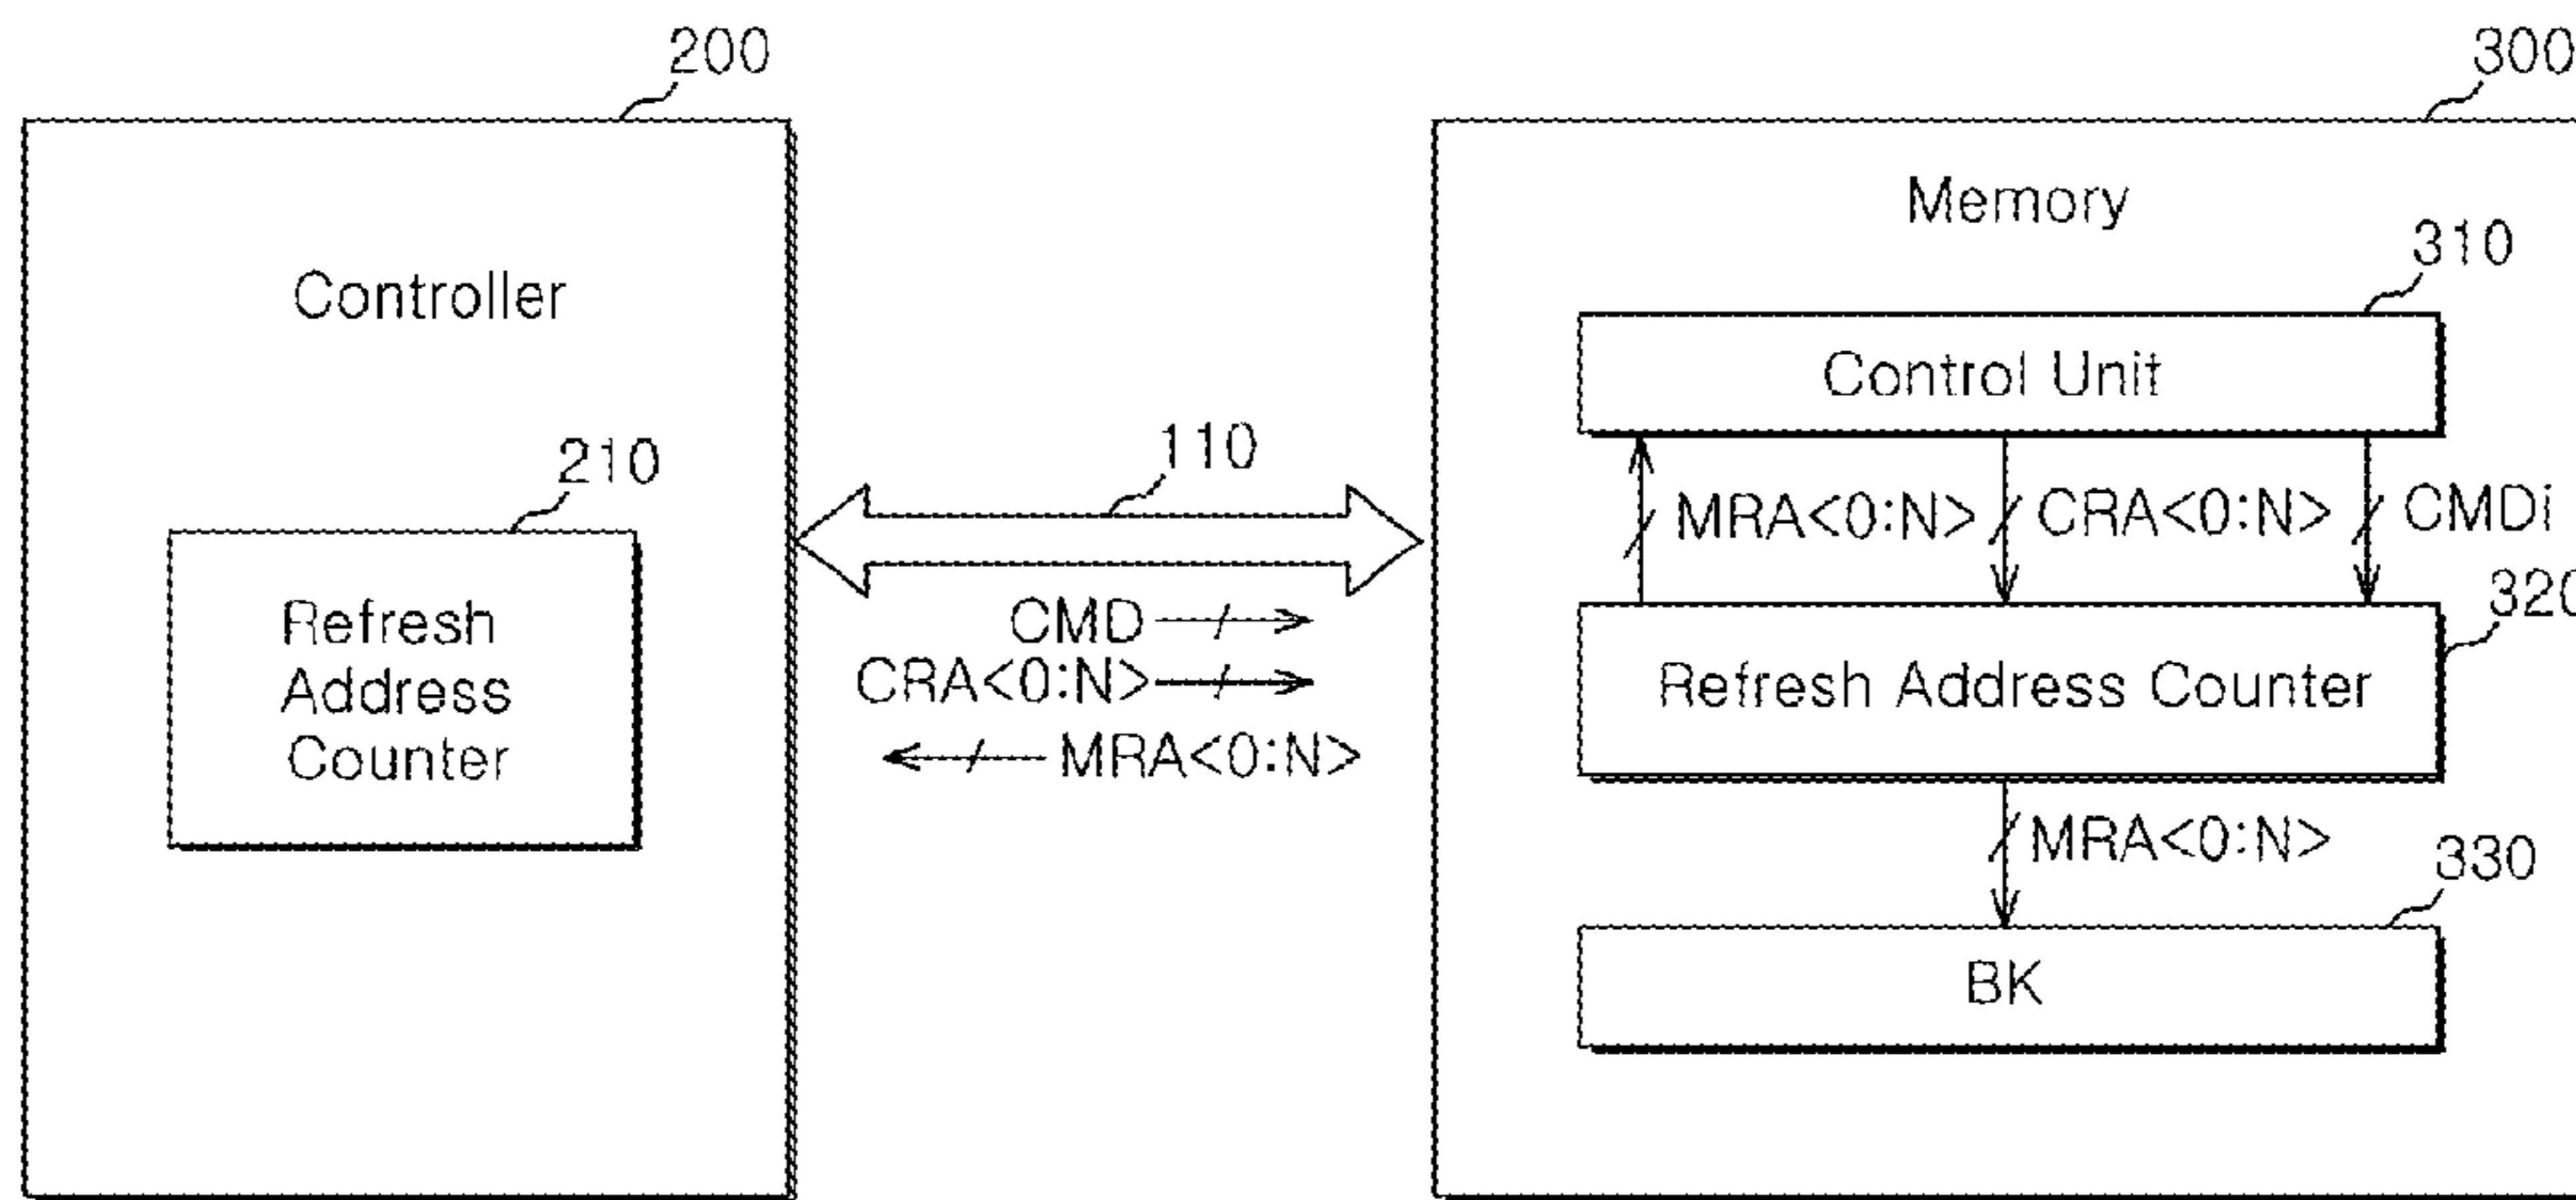 200
300
Controller
Memory
310
Control Unit
210
110
MRA<0:N>
CRA<0:N>
CMDi
Refresh
Address
Counter
CMD
CRA<0:N>
MRA<0:N>
320
Refresh Address Counter
MRA<0:N>
330
BK